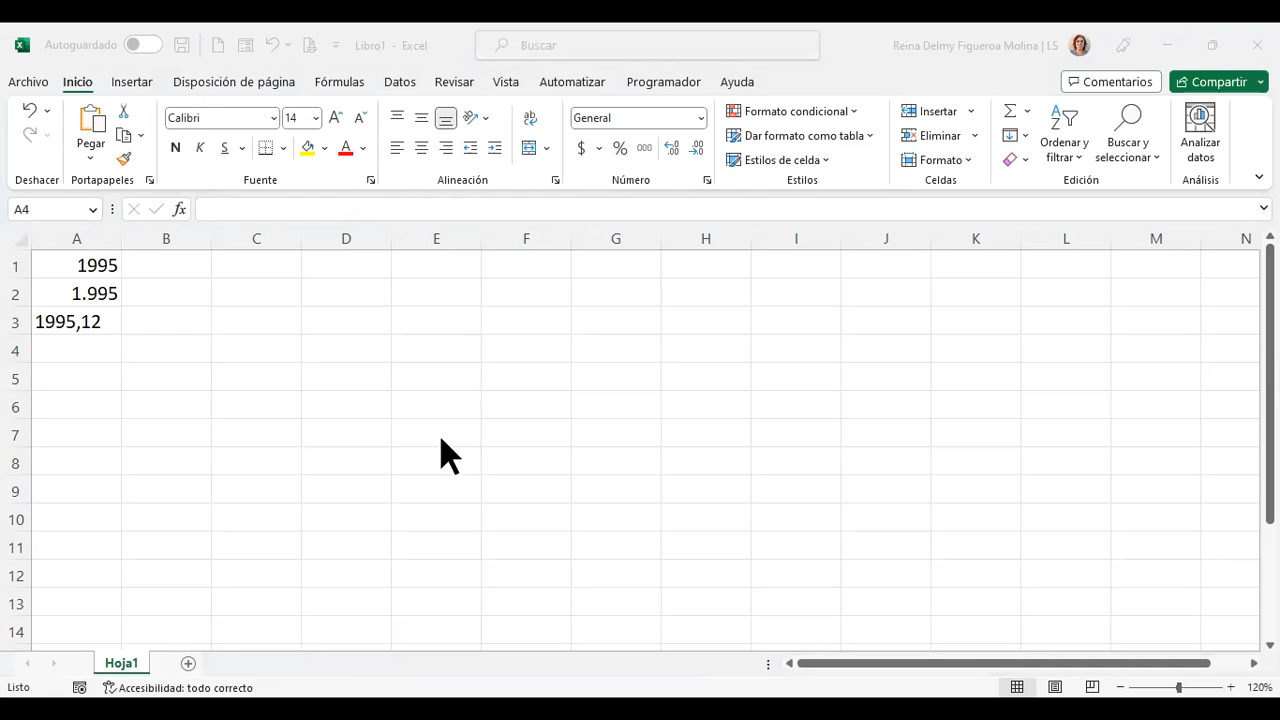 Autoguardado Libro1 - Excel Buscar Reina Delmy Figueroa Molina | LS
Archivo Inicio Insertar Disposición de página Fórmulas Datos Revisar Vista Automatizar Programador Ayuda Comentarios Compartir
Pegar
Calibri 14
N K S
General
$ % 000
Formato condicional
Dar formato como tabla
Estilos de celda
Insertar
Eliminar
Formato
Ordenar y filtrar
Buscar y seleccionar
Analizar datos
Deshacer Portapapeles Fuente Alineación Número Estilos Celdas Edición Análisis
A4 fx
A B C D E F G H I J K L M N
1 1995
2 1.995
3 1995,12
4
5
6
7
8
9
10
11
12
13
14
Hoja1
Listo Accesibilidad: todo correcto 120%